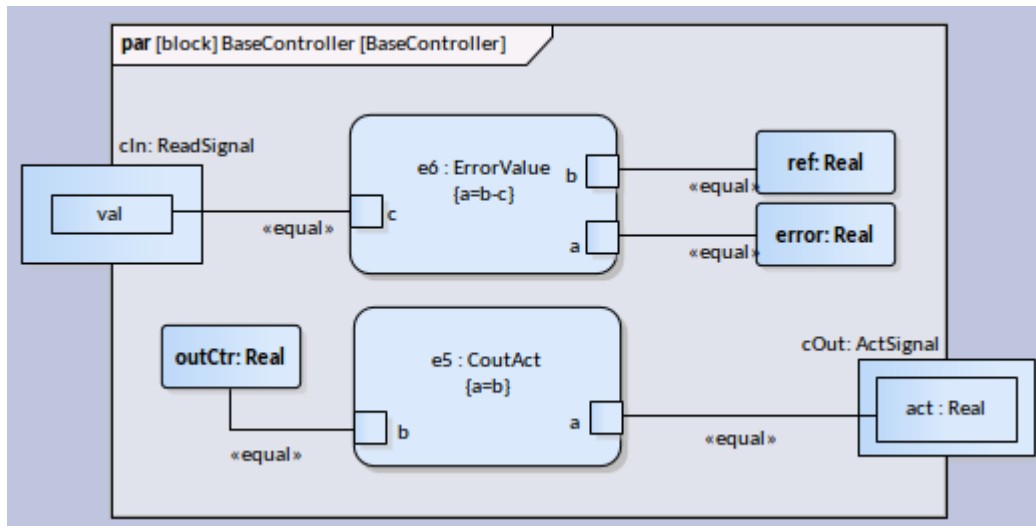 par [block] BaseController [BaseController]
cIn: ReadSignal
val
«equal»
c
e6 : ErrorValue
{a=b-c}
b
a
«equal»
ref: Real
«equal»
error: Real
outCtr: Real
«equal»
b
e5 : CoutAct
{a=b}
a
«equal»
cOut: ActSignal
act : Real